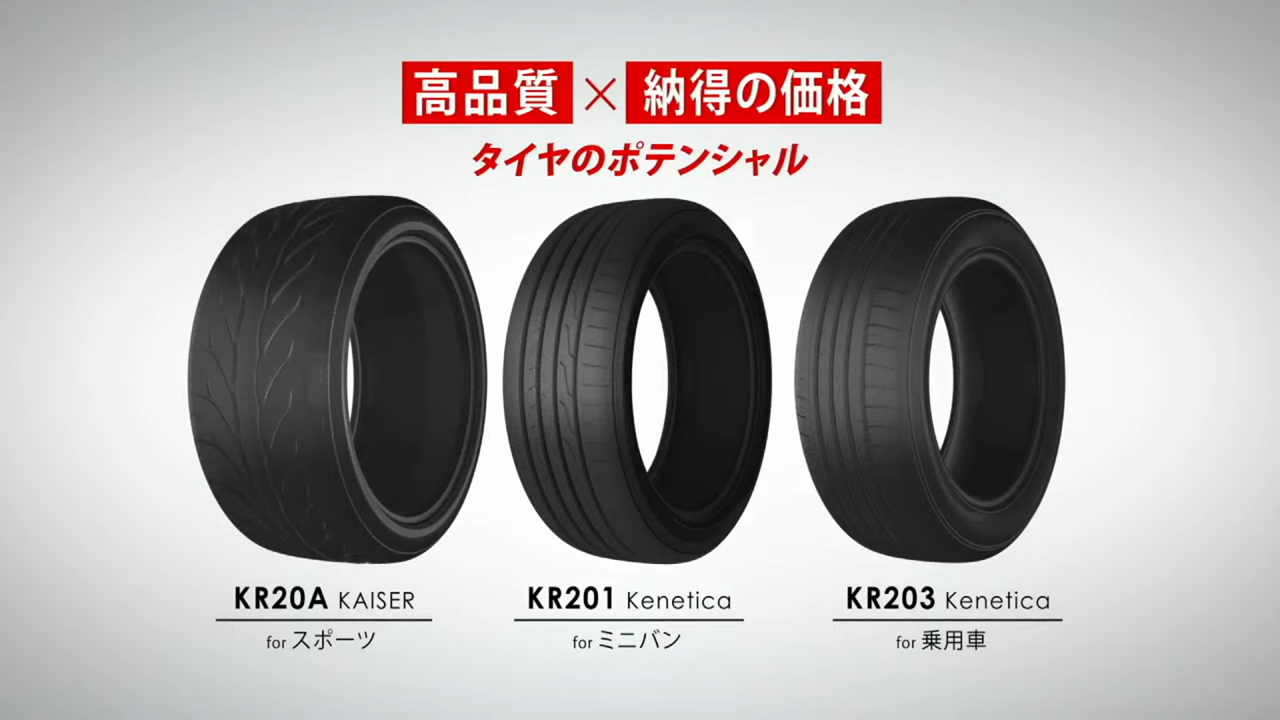 高品質×納得の価格
タイヤのポテンシャル
KR20A KAISER
for スポーツ
KR201 Kenetica
for ミニバン
KR203 Kenetica
for 乗用車